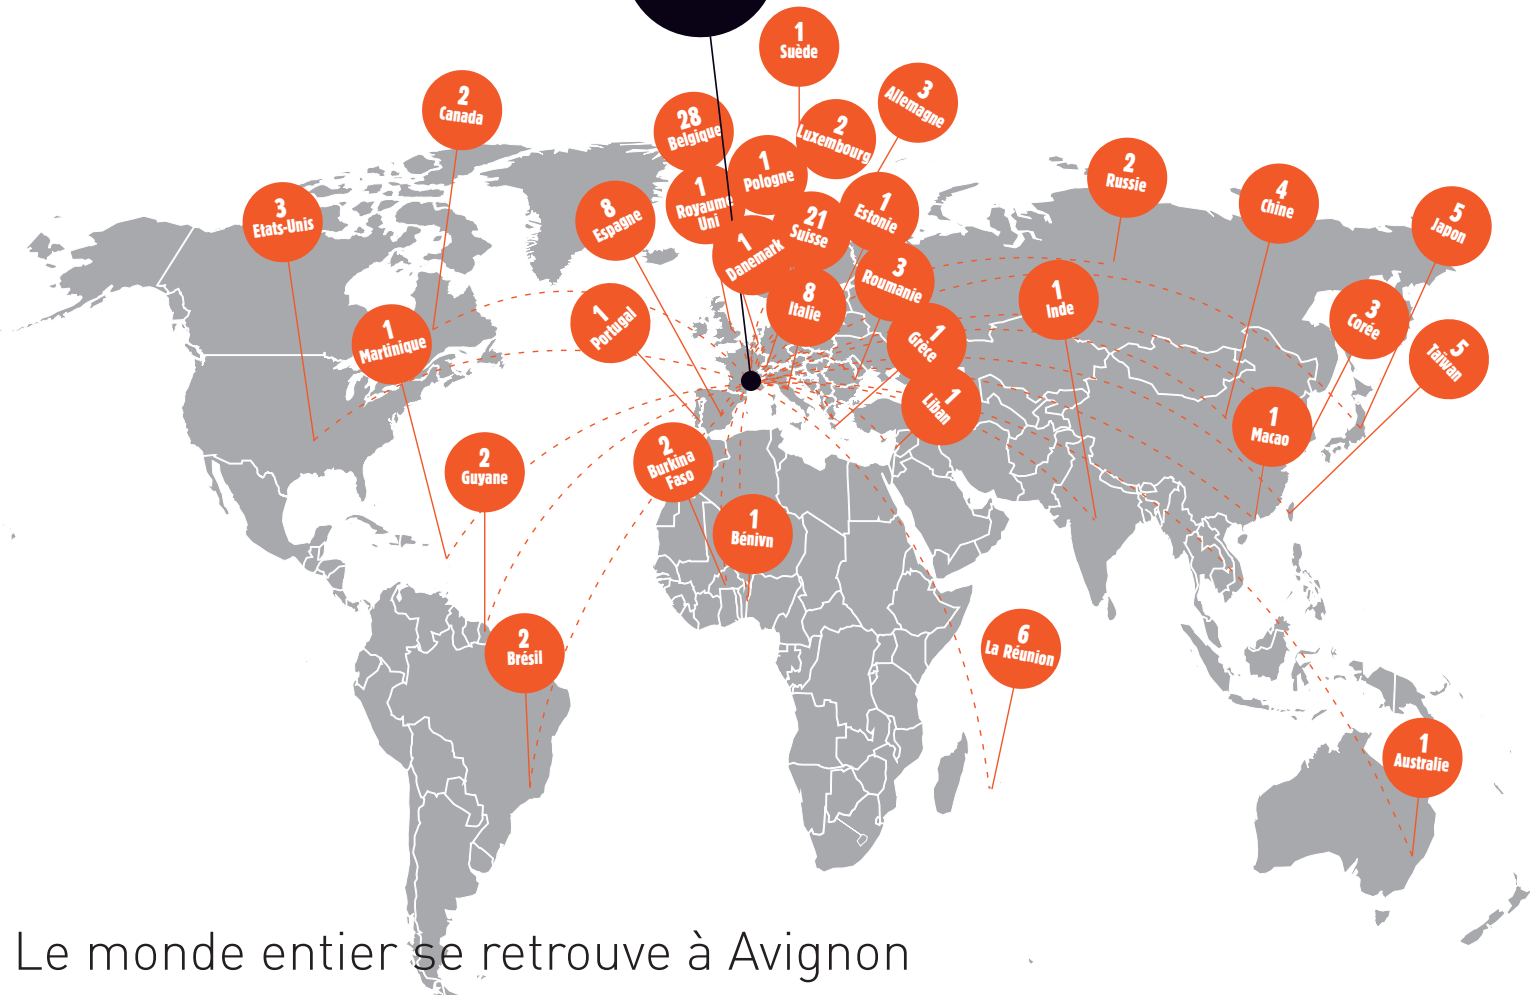 1
Suède
2
Canada
3
Allemagne
28
Belgique
2
Luxembourg
1
Pologne
2
Russie
3
Etats-Unis
8
Espagne
1
Royaume
Uni
1
Danemark
21
Suisse
1
Estonie
4
Chine
5
Japon
1
Martinique
1
Portugal
8
Italie
3
Roumanie
1
Inde
3
Corée
1
Grèce
5
Taiwan
1
Liban
1
Macao
2
Guyane
2
Burkina
Faso
1
Bénivn
2
Brésil
6
La Réunion
1
Australie
Le monde entier se retrouve à Avignon